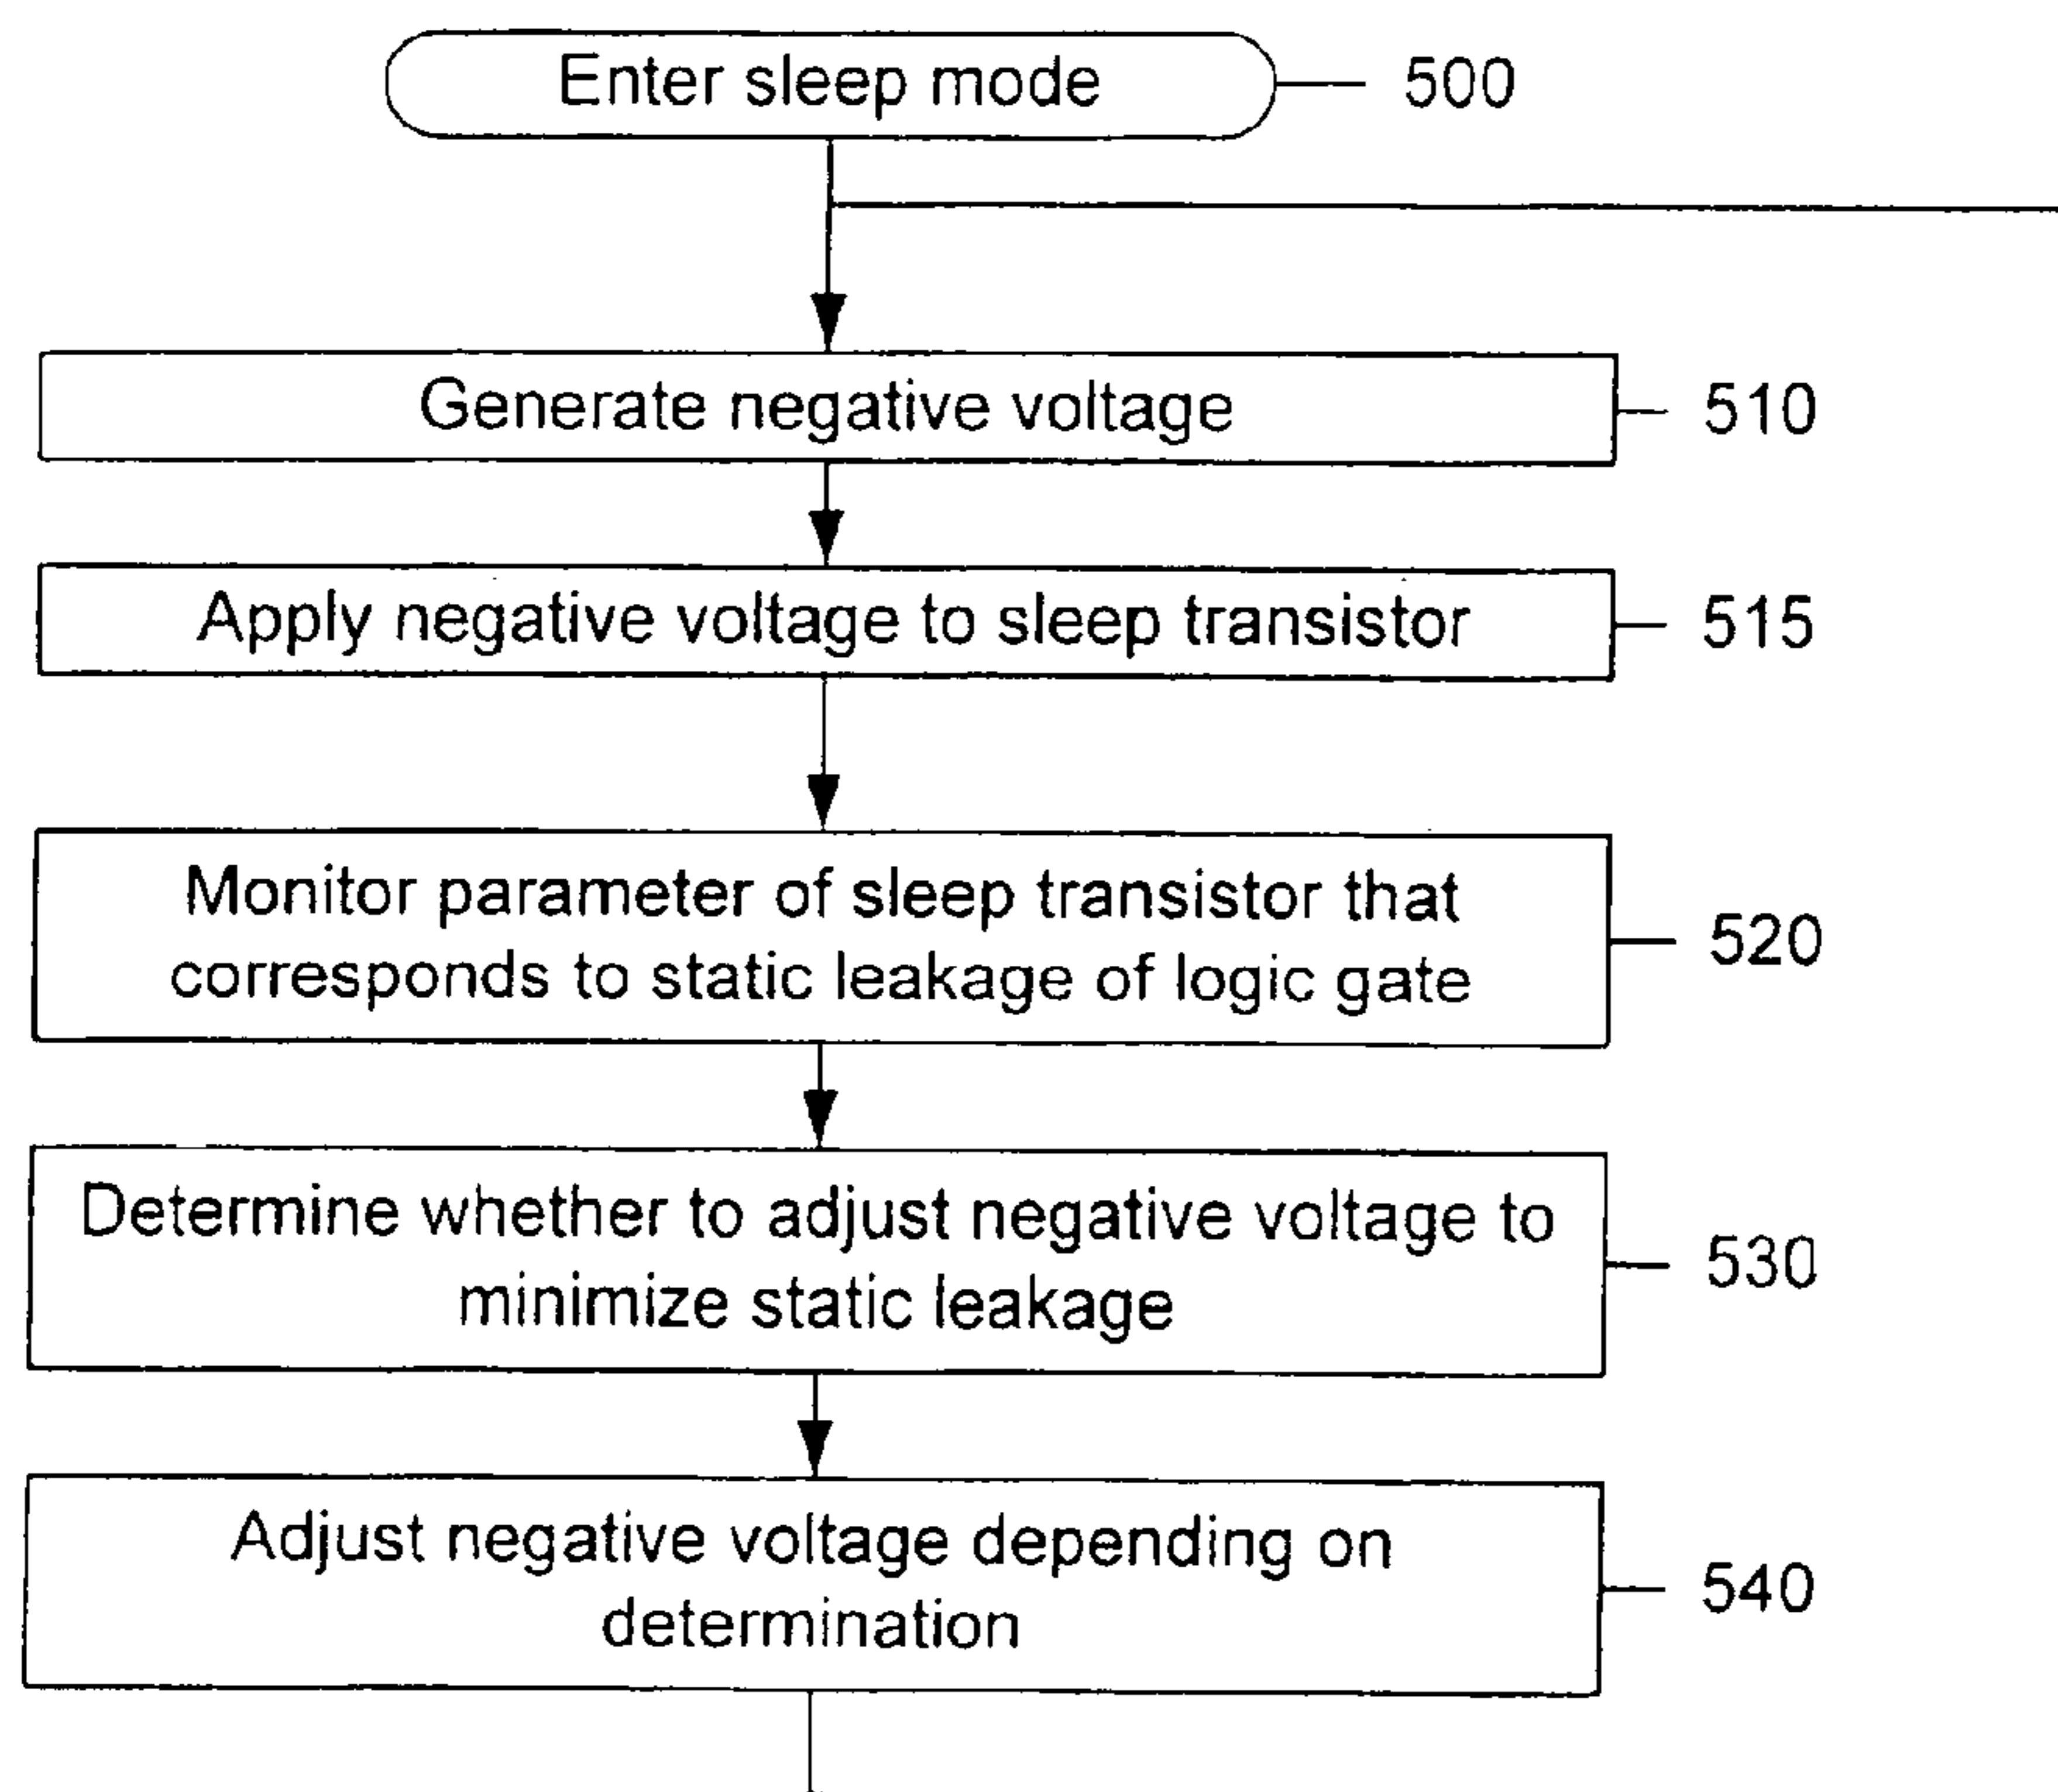 Enter sleep mode
500
Generate negative voltage
510
Apply negative voltage to sleep transistor
515
Monitor parameter of sleep transistor that
corresponds to static leakage of logic gate
520
Determine whether to adjust negative voltage to
minimize static leakage
530
Adjust negative voltage depending on
determination
540